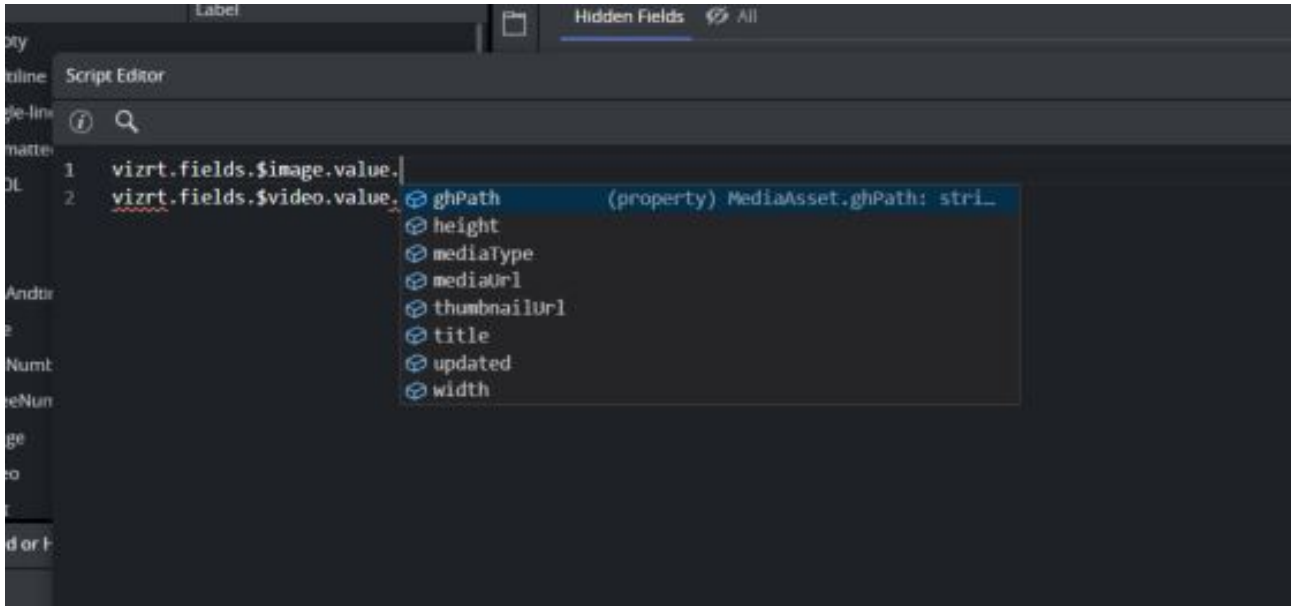 Label
Hidden Fields All
Script Editor
1 vizrt.fields.$image.value.
2 vizrt.fields.$video.value.
ghPath (property) MediaAsset.ghPath: stri…
height
mediaType
mediaUrl
thumbnailUrl
title
updated
width